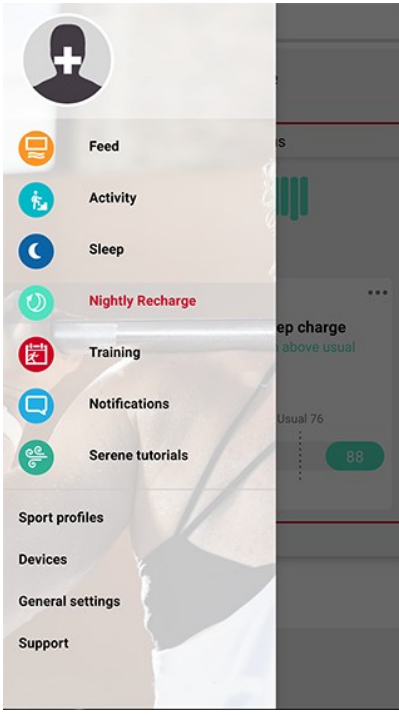 Feed
Activity
Sleep
Nightly Recharge
Training
Notifications
Serene tutorials
Sport profiles
Devices
General settings
Support
ep charge
above usual
Usual 76
88